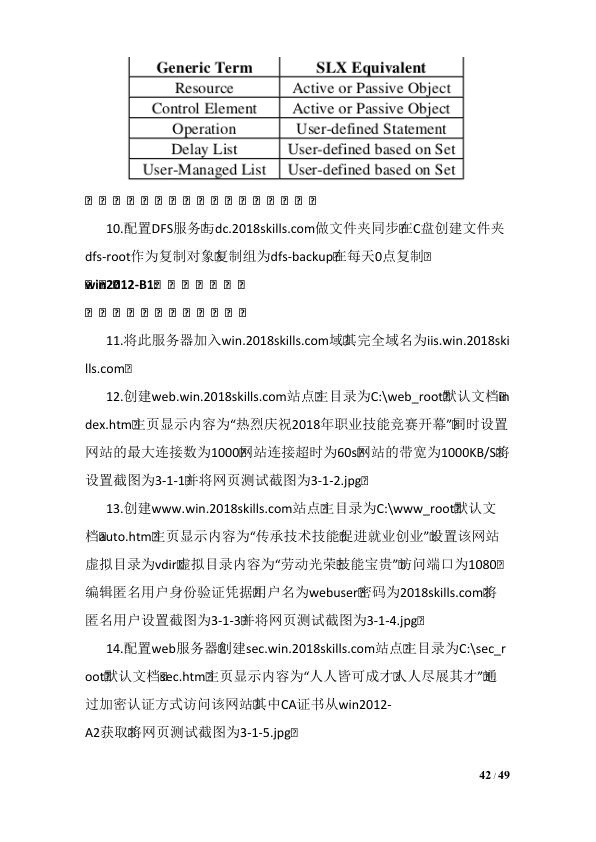 Generic Term SLX Equivalent
Resource Active or Passive Object
Control Element Active or Passive Object
Operation User-defined Statement
Delay List User-defined based on Set
User-Managed List User-defined based on Set
10.配置DFS服务 与dc.2018skills.com做文件夹同步 在C盘创建文件夹
dfs-root作为复制对象 复制组为dfs-backup 在每天0点复制
win2012-B1:
11.将此服务器加入win.2018skills.com域 其完全域名为iis.win.2018ski
lls.com
12.创建web.win.2018skills.com站点 主目录为C:\web_root 默认文档in
dex.htm 主页显示内容为“热烈庆祝2018年职业技能竞赛开幕” 同时设置
网站的最大连接数为1000 网站连接超时为60s 网站的带宽为1000KB/S 将
设置截图为3-1-1 并将网页测试截图为3-1-2.jpg
13.创建www.win.2018skills.com站点 主目录为C:\www_root 默认文
档auto.htm 主页显示内容为“传承技术技能 促进就业创业” 设置该网站
虚拟目录为vdir 虚拟目录内容为“劳动光荣 技能宝贵” 访问端口为1080
编辑匿名用户身份验证凭据 用户名为webuser 密码为2018skills.com 将
匿名用户设置截图为3-1-3 并将网页测试截图为3-1-4.jpg
14.配置web服务器 创建sec.win.2018skills.com站点 主目录为C:\sec_r
oot 默认文档sec.htm 主页显示内容为“人人皆可成才 人人尽展其才” 通
过加密认证方式访问该网站 其中CA证书从win2012-
A2获取 将网页测试截图为3-1-5.jpg
42 / 49